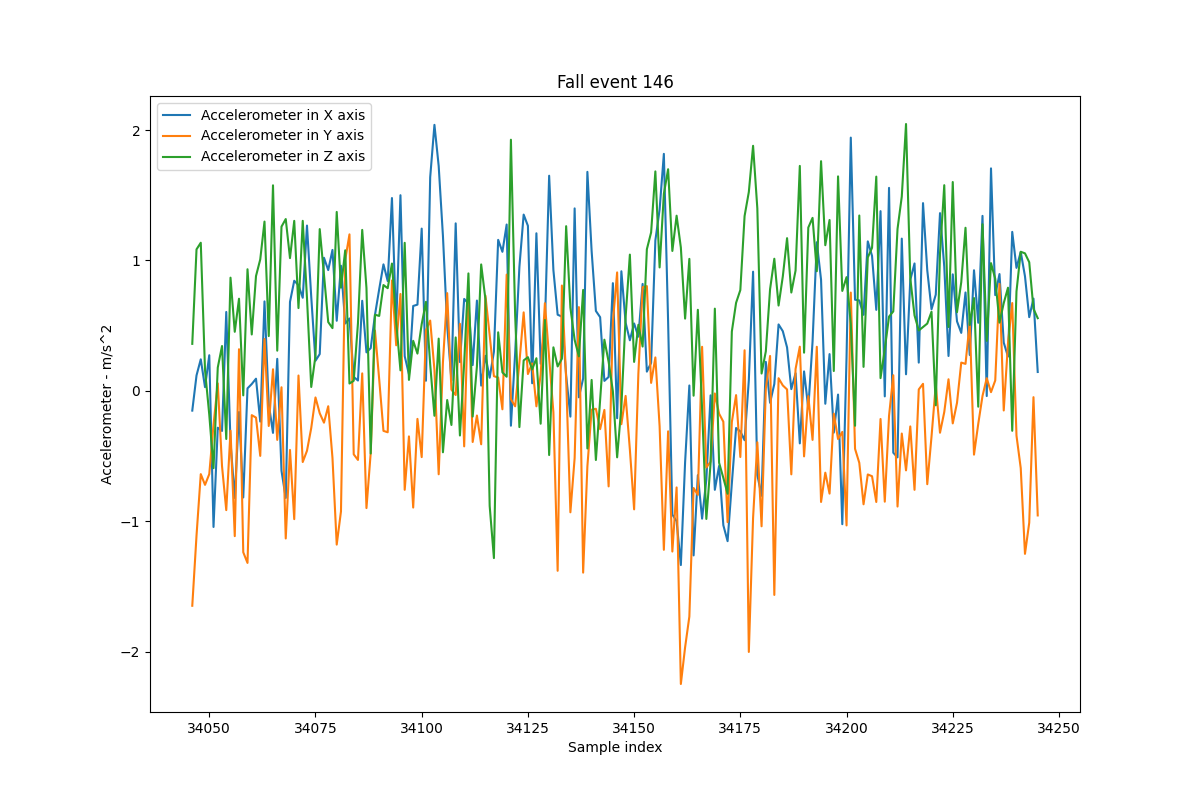 Fall event 146
Accelerometer in X axis
Accelerometer in Y axis
Accelerometer in Z axis
2
1
0
−1
−2
Accelerometer - m/s^2
34050 34075 34100 34125 34150 34175 34200 34225 34250
Sample index